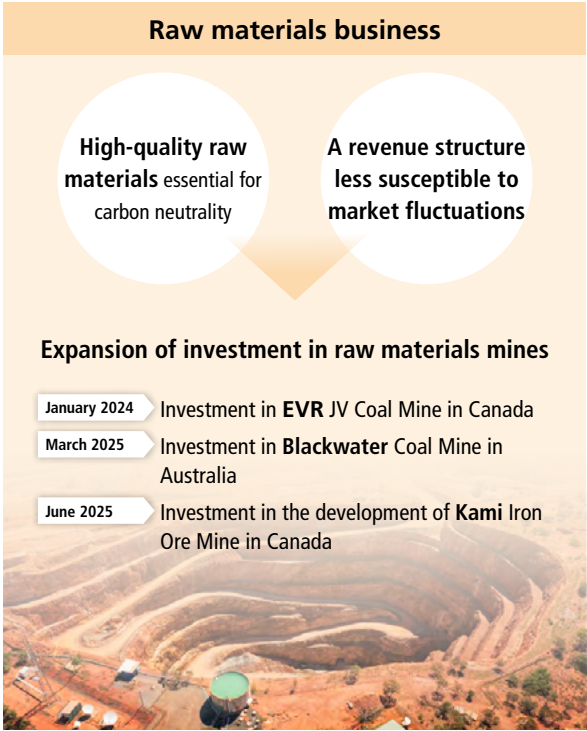 Raw materials business
High-quality raw
materials essential for
carbon neutrality
A revenue structure
less susceptible to
market fluctuations
Expansion of investment in raw materials mines
January 2024 Investment in EVR JV Coal Mine in Canada
March 2025 Investment in Blackwater Coal Mine in
Australia
June 2025 Investment in the development of Kami Iron
Ore Mine in Canada